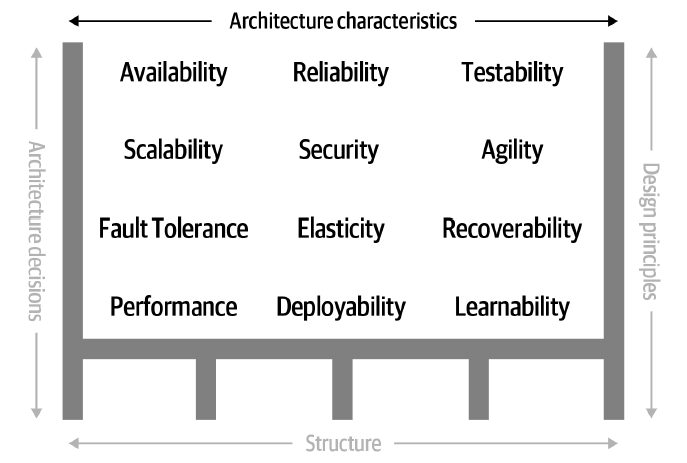 Architecture characteristics
Availability Reliability Testability
Scalability Security Agility
Fault Tolerance Elasticity Recoverability
Performance Deployability Learnability
Architecture decisions
Design principles
Structure